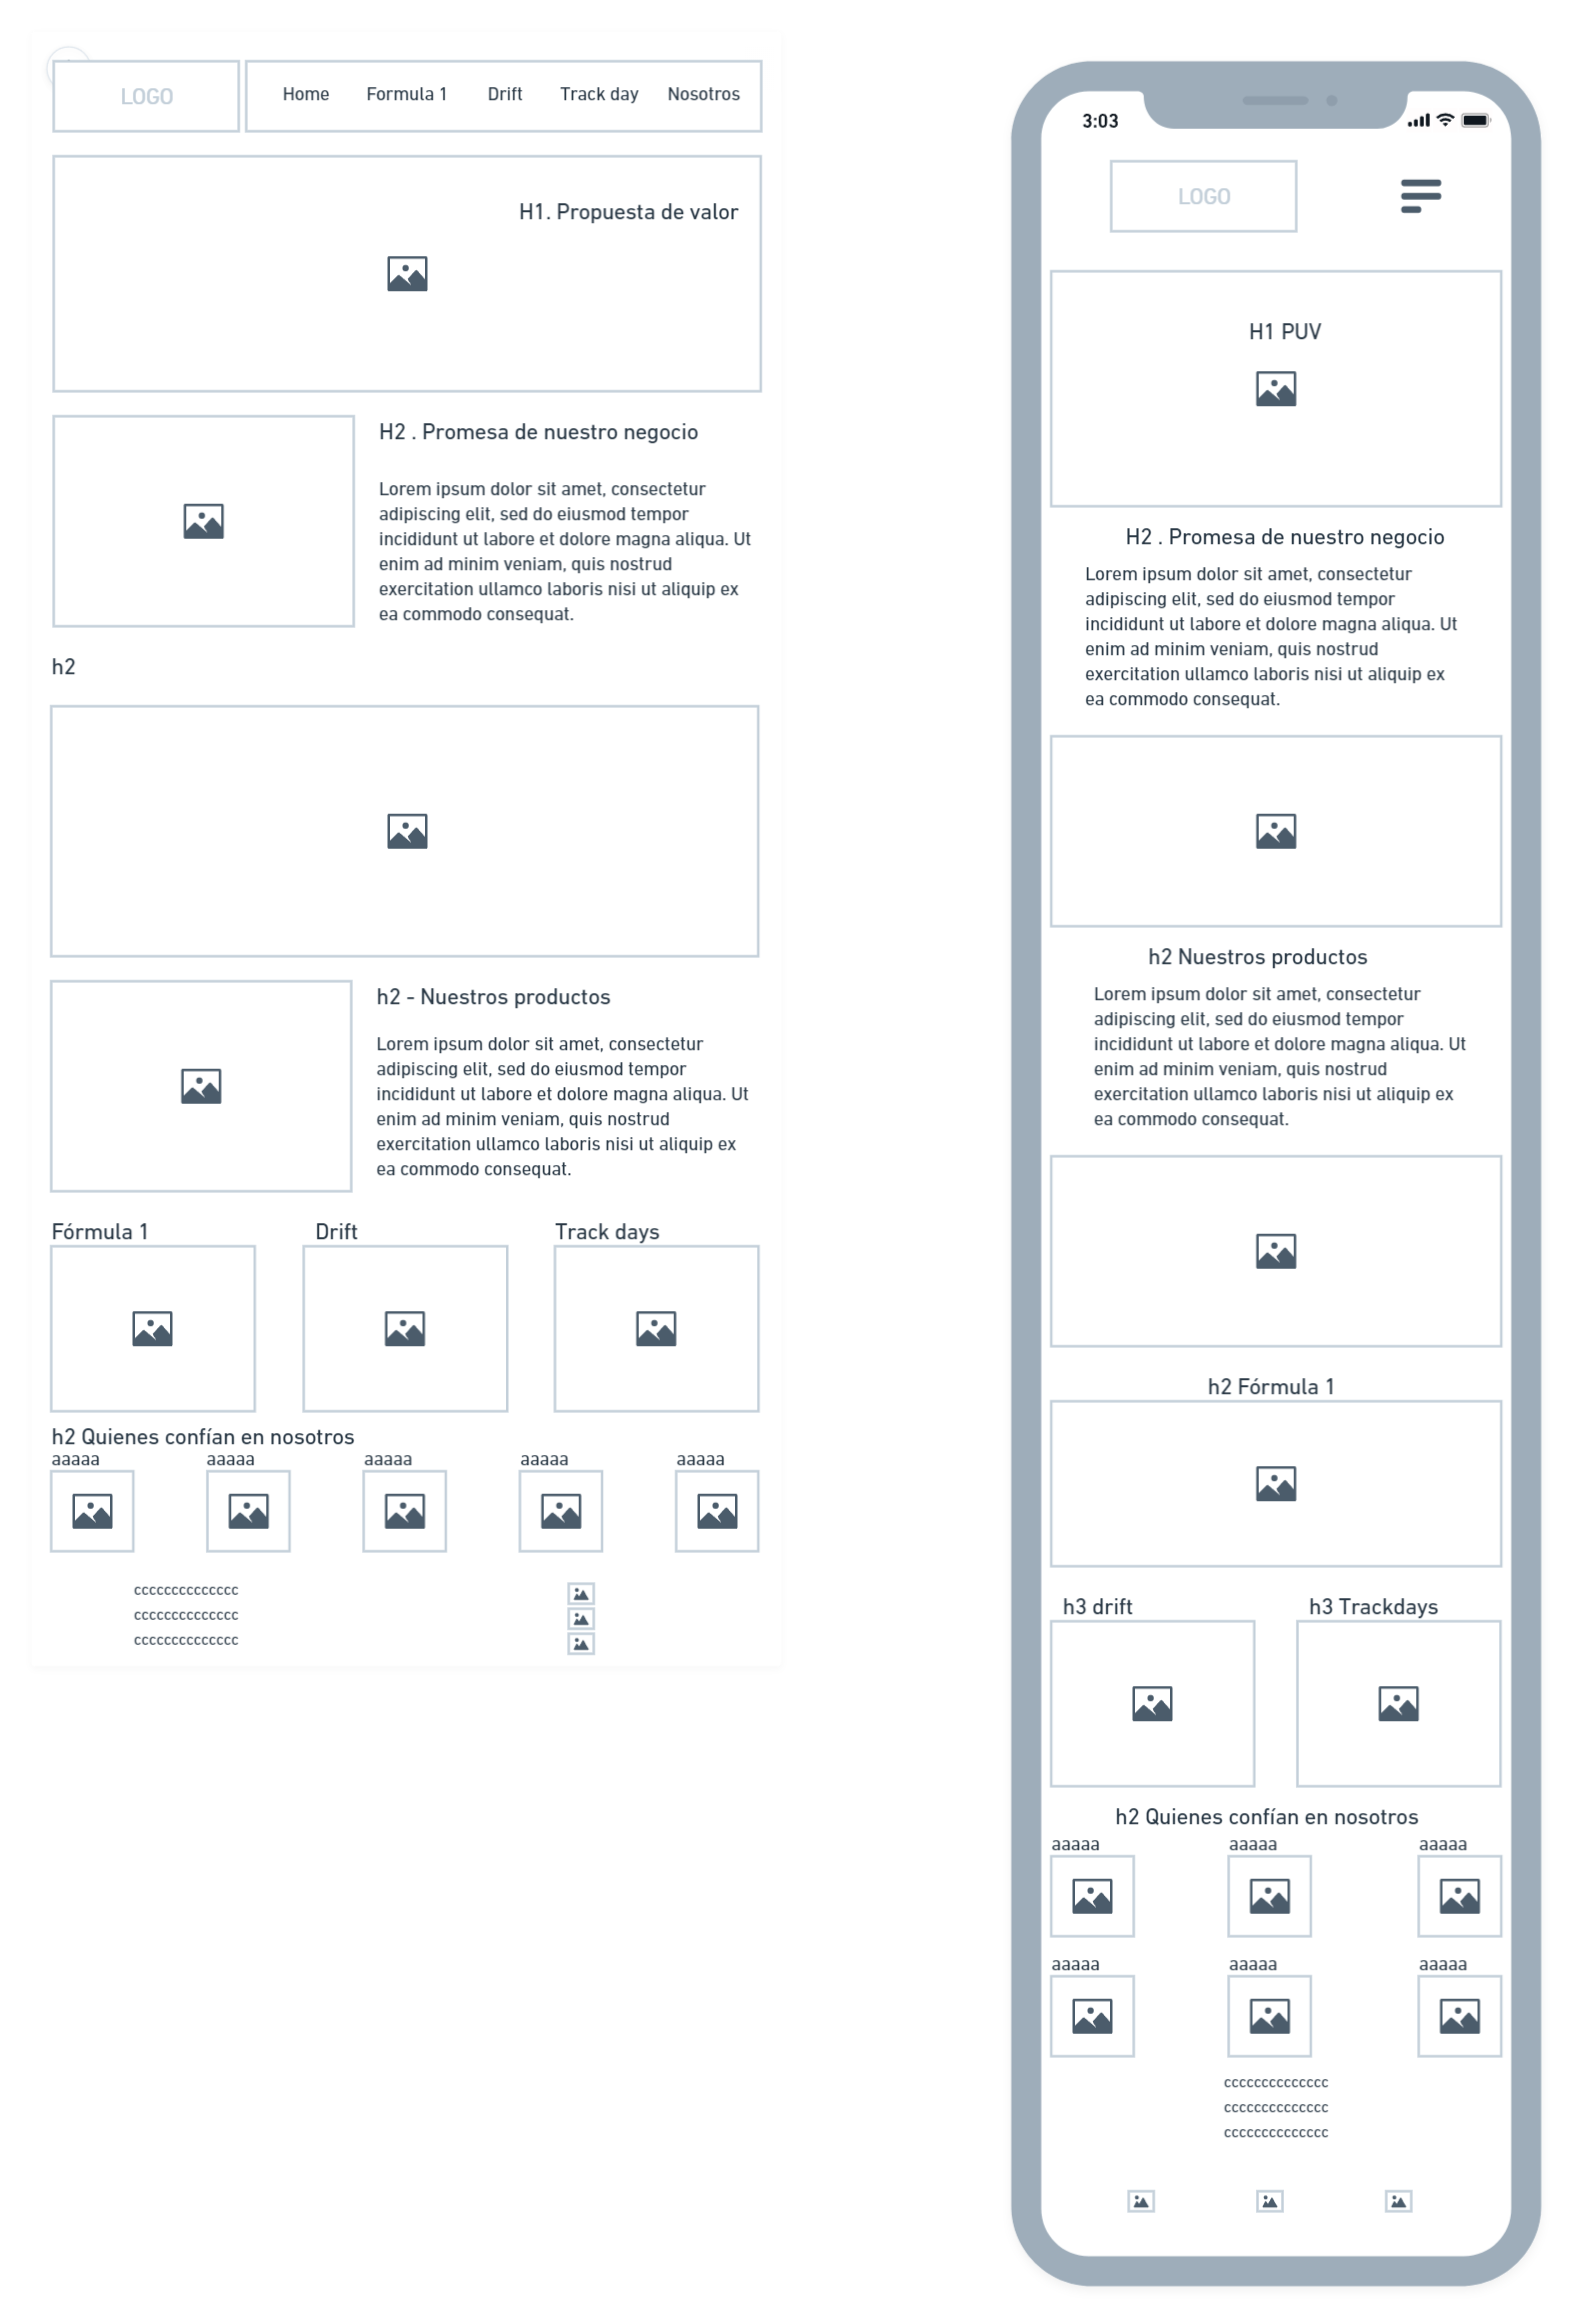 LOGO
Home Formula 1 Drift Track day Nosotros
H1. Propuesta de valor
H2 . Promesa de nuestro negocio
Lorem ipsum dolor sit amet, consectetur
adipiscing elit, sed do eiusmod tempor
incididunt ut labore et dolore magna aliqua. Ut
enim ad minim veniam, quis nostrud
exercitation ullamco laboris nisi ut aliquip ex
ea commodo consequat.
h2
h2 - Nuestros productos
Lorem ipsum dolor sit amet, consectetur
adipiscing elit, sed do eiusmod tempor
incididunt ut labore et dolore magna aliqua. Ut
enim ad minim veniam, quis nostrud
exercitation ullamco laboris nisi ut aliquip ex
ea commodo consequat.
Fórmula 1 Drift Track days
h2 Quienes confían en nosotros
aaaaa aaaaa aaaaa aaaaa aaaaa
cccccccccccccc
cccccccccccccc
cccccccccccccc
3:03
LOGO
H1 PUV
H2 . Promesa de nuestro negocio
Lorem ipsum dolor sit amet, consectetur
adipiscing elit, sed do eiusmod tempor
incididunt ut labore et dolore magna aliqua. Ut
enim ad minim veniam, quis nostrud
exercitation ullamco laboris nisi ut aliquip ex
ea commodo consequat.
h2 Nuestros productos
Lorem ipsum dolor sit amet, consectetur
adipiscing elit, sed do eiusmod tempor
incididunt ut labore et dolore magna aliqua. Ut
enim ad minim veniam, quis nostrud
exercitation ullamco laboris nisi ut aliquip ex
ea commodo consequat.
h2 Fórmula 1
h3 drift h3 Trackdays
h2 Quienes confían en nosotros
aaaaa aaaaa aaaaa
aaaaa aaaaa aaaaa
cccccccccccccc
cccccccccccccc
cccccccccccccc